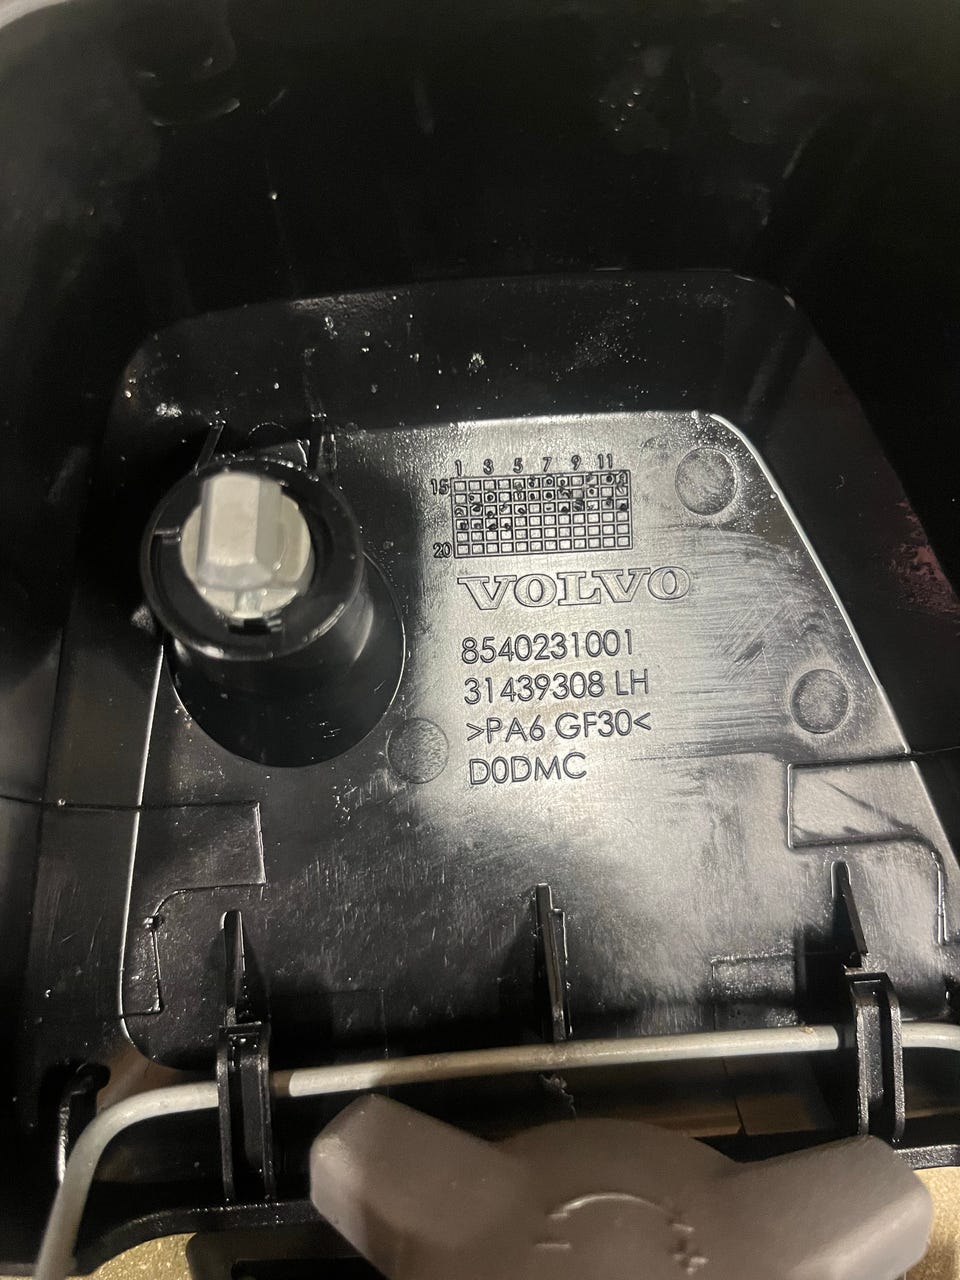 1 3 5 7 9 11
15
20
VOLVO
8540231001
31439308 LH
>PA6 GF30<
D0DMC